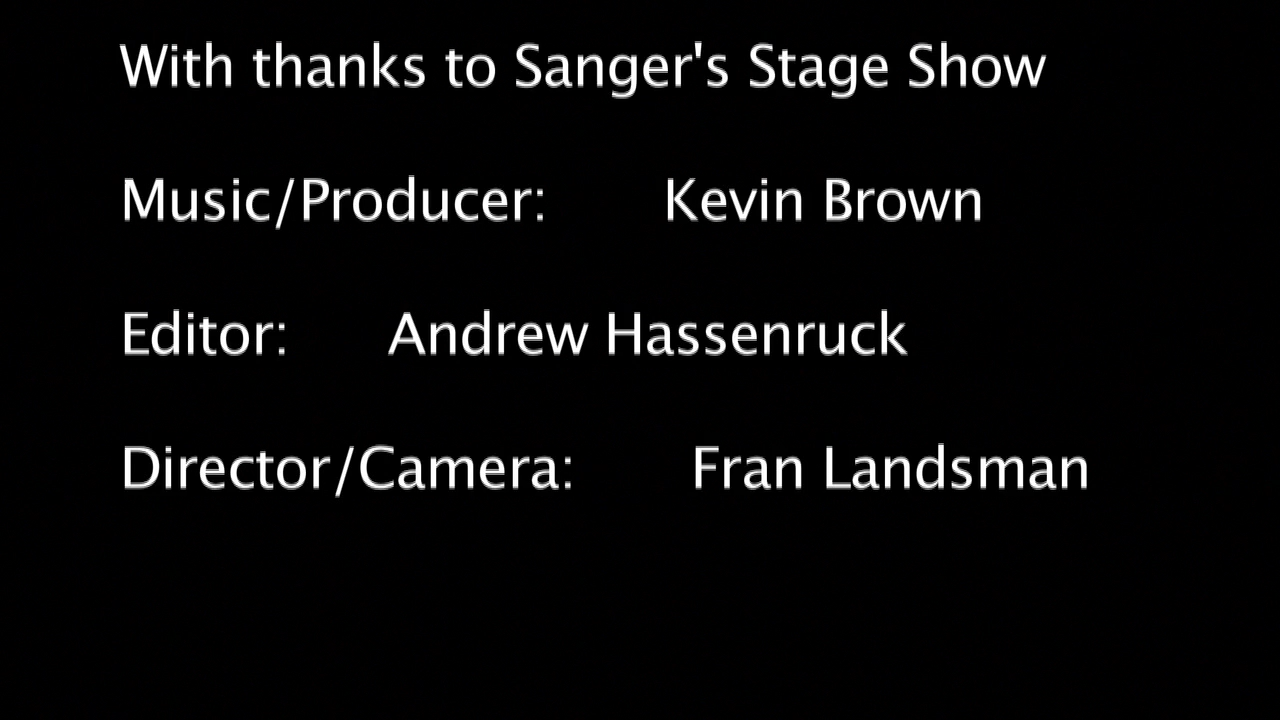 With thanks to Sanger's Stage Show
Music/Producer: Kevin Brown
Editor: Andrew Hassenruck
Director/Camera: Fran Landsman